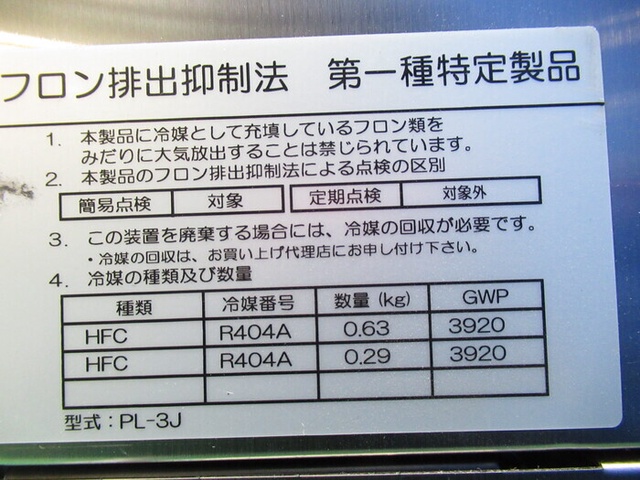 フロン排出抑制法 第一種特定製品
1. 本製品に冷媒として充填しているフロン類を
みだりに大気放出することは禁じられています。
2. 本製品のフロン排出抑制法による点検の区別
簡易点検 対象 定期点検 対象外
3. この装置を廃棄する場合には、冷媒の回収が必要です。
・冷媒の回収は、お買い上げ代理店にお申し付け下さい。
4. 冷媒の種類及び数量
種類 冷媒番号 数量 (kg) GWP
HFC R404A 0.63 3920
HFC R404A 0.29 3920
型式：PL-3J